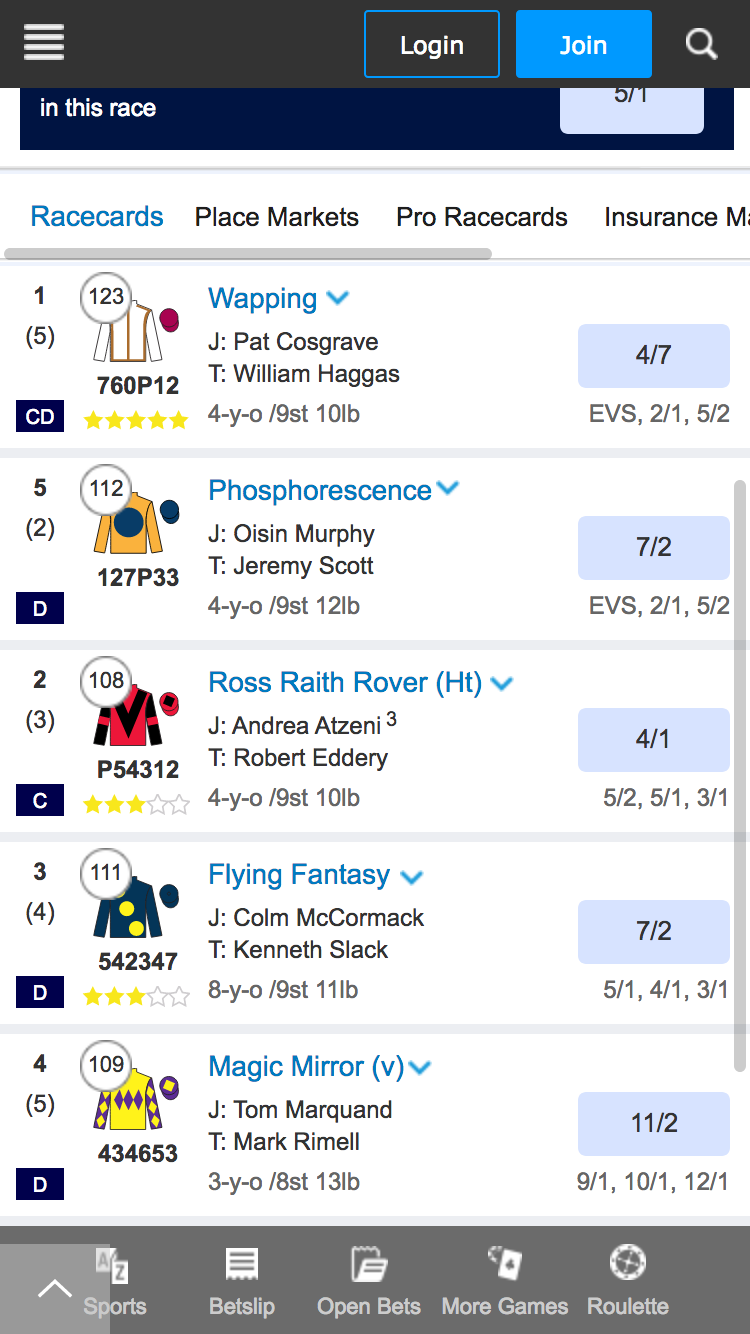 Login
Join
in this race
5/1
Racecards
Place Markets
Pro Racecards
Insurance Ma
1
(5)
CD
123
760P12
Wapping
J: Pat Cosgrave
T: William Haggas
4-y-o /9st 10lb
4/7
EVS, 2/1, 5/2
5
(2)
D
112
127P33
Phosphorescence
J: Oisin Murphy
T: Jeremy Scott
4-y-o /9st 12lb
7/2
EVS, 2/1, 5/2
2
(3)
C
108
P54312
Ross Raith Rover (Ht)
J: Andrea Atzeni 3
T: Robert Eddery
4-y-o /9st 10lb
4/1
5/2, 5/1, 3/1
3
(4)
D
111
542347
Flying Fantasy
J: Colm McCormack
T: Kenneth Slack
8-y-o /9st 11lb
7/2
5/1, 4/1, 3/1
4
(5)
D
109
434653
Magic Mirror (v)
J: Tom Marquand
T: Mark Rimell
3-y-o /8st 13lb
11/2
9/1, 10/1, 12/1
A/Z
Sports
Betslip
Open Bets
More Games
Roulette